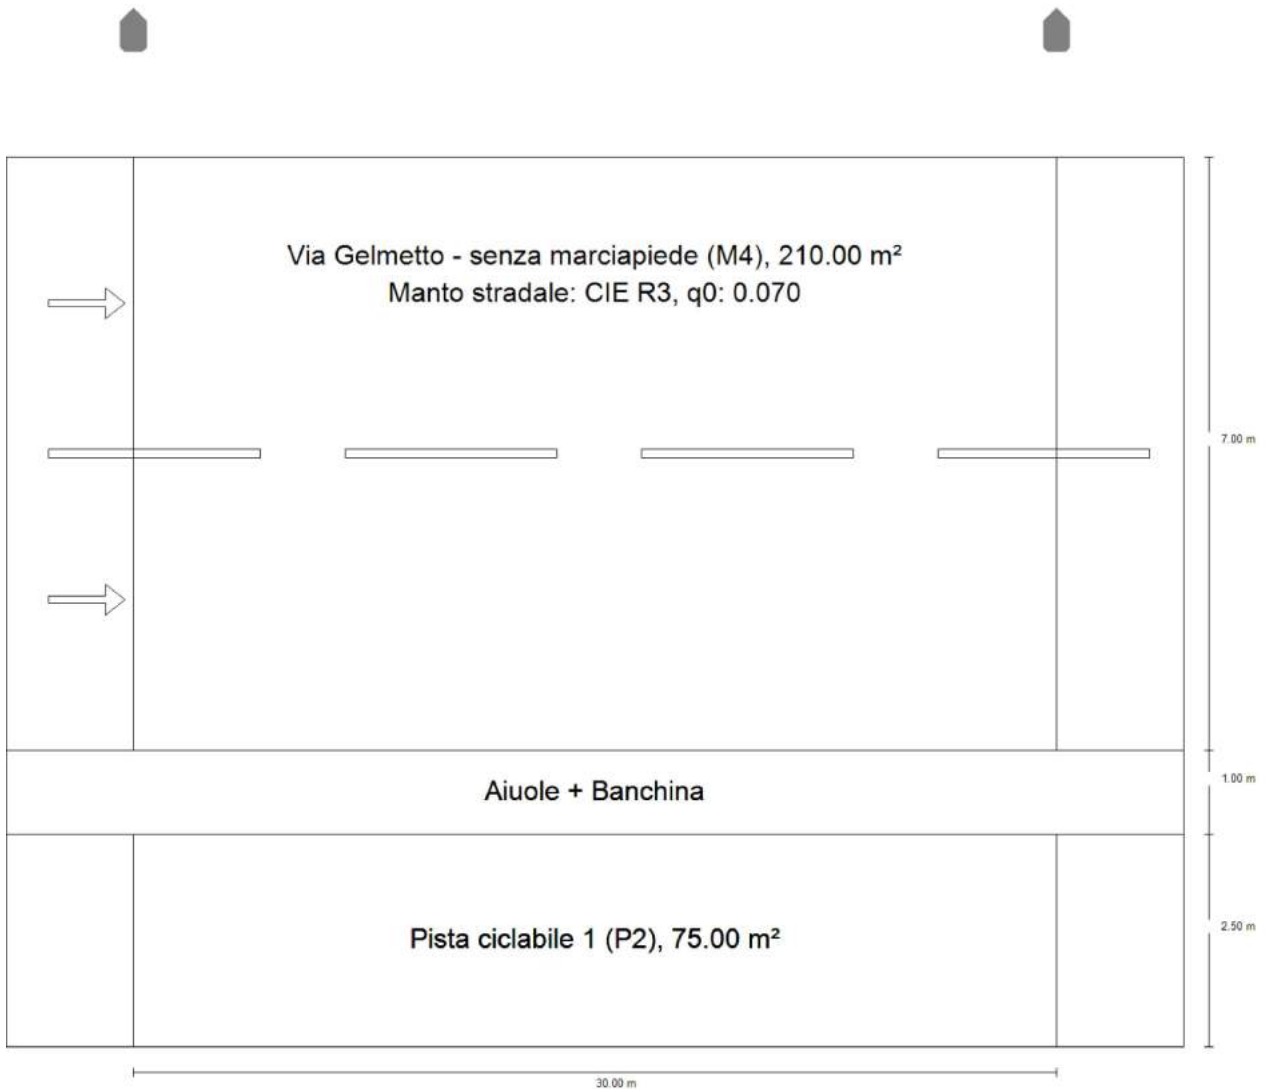 Via Gelmetto - senza marciapiede (M4), 210.00 m²
Manto stradale: CIE R3, q0: 0.070
7.00 m
Aiuole + Banchina
1.00 m
Pista ciclabile 1 (P2), 75.00 m²
2.50 m
30.00 m